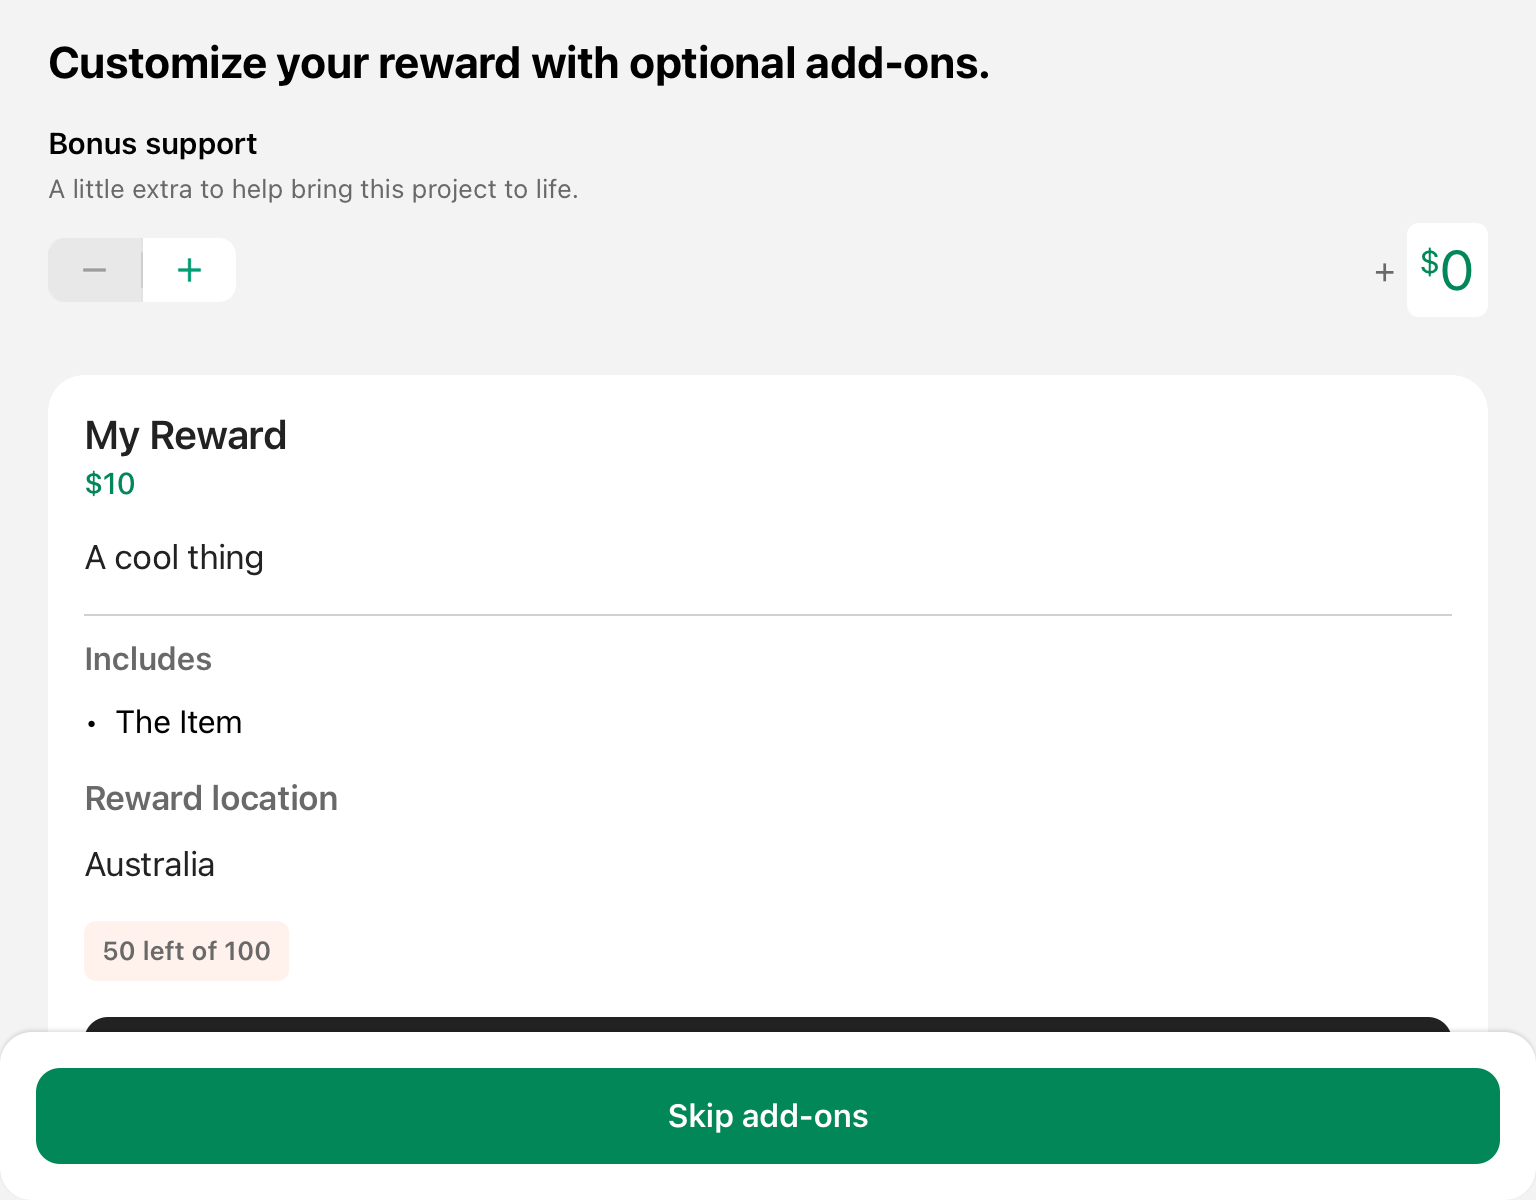 Customize your reward with optional add-ons.
Bonus support
A little extra to help bring this project to life.
− +
+ $0
My Reward
$10
A cool thing
Includes
• The Item
Reward location
Australia
50 left of 100
Skip add-ons